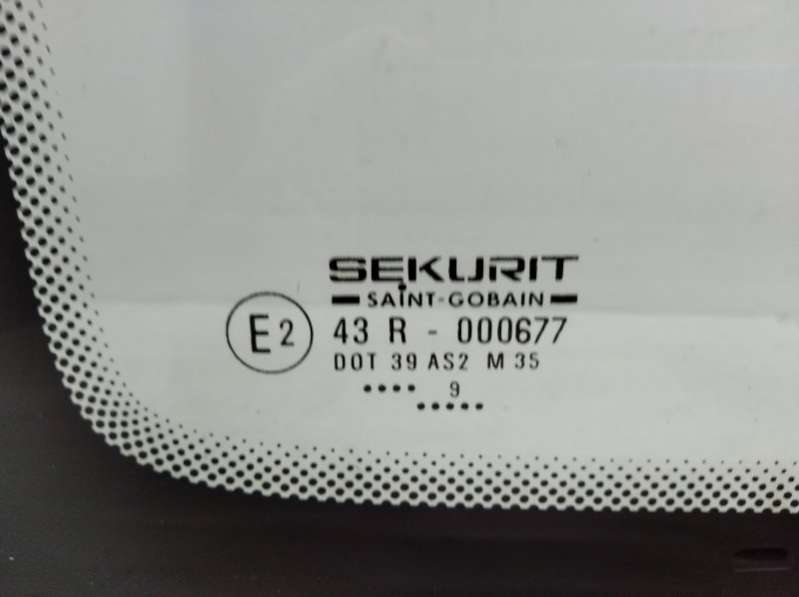 SEKURIT
SAINT-GOBAIN
E2
43 R - 000677
DOT 39 AS2 M 35
.... 9
.....